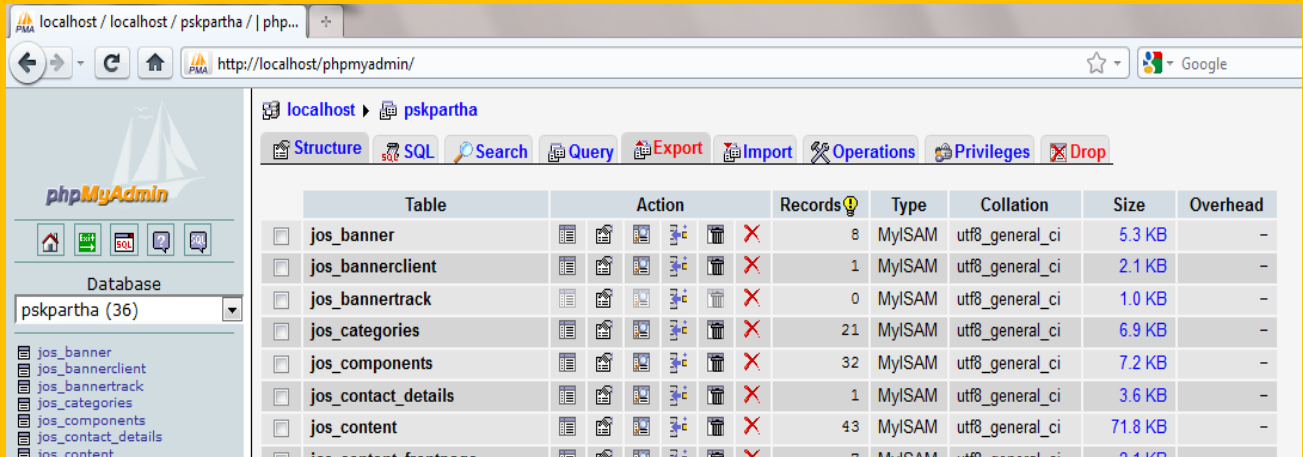 localhost / localhost / pskpartha / | php...
http://localhost/phpmyadmin/
Google
phpMyAdmin
Database
pskpartha (36)
jos_banner
jos_bannerclient
jos_bannertrack
jos_categories
jos_components
jos_contact_details
jos_content
localhost pskpartha
Structure SQL Search Query Export Import Operations Privileges Drop
Table Action Records Type Collation Size Overhead
jos_banner 8 MyISAM utf8_general_ci 5.3 KB –
jos_bannerclient 1 MyISAM utf8_general_ci 2.1 KB –
jos_bannertrack 0 MyISAM utf8_general_ci 1.0 KB –
jos_categories 21 MyISAM utf8_general_ci 6.9 KB –
jos_components 32 MyISAM utf8_general_ci 7.2 KB –
jos_contact_details 1 MyISAM utf8_general_ci 3.6 KB –
jos_content 43 MyISAM utf8_general_ci 71.8 KB –